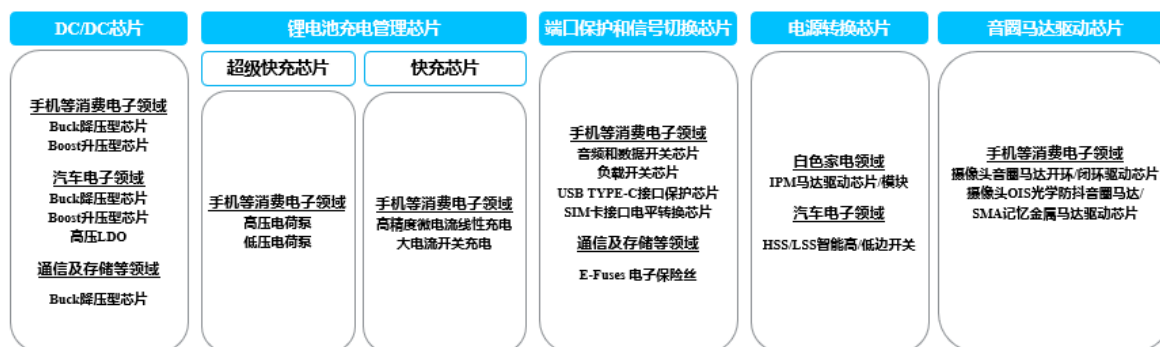 DC/DC芯片
手机等消费电子领域
Buck降压型芯片
Boost升压型芯片
汽车电子领域
Buck降压型芯片
Boost升压型芯片
高压LDO
通信及存储等领域
Buck降压型芯片
锂电池充电管理芯片
超级快充芯片
手机等消费电子领域
高压电荷泵
低压电荷泵
快充芯片
手机等消费电子领域
高精度微电流线性充电
大电流开关充电
端口保护和信号切换芯片
手机等消费电子领域
音频和数据开关芯片
负载开关芯片
USB TYPE-C接口保护芯片
SIM卡接口电平转换芯片
通信及存储等领域
E-Fuses 电子保险丝
电源转换芯片
白色家电领域
IPM马达驱动芯片/模块
汽车电子领域
HSS/LSS智能高/低边开关
音圈马达驱动芯片
手机等消费电子领域
摄像头音圈马达开环/闭环驱动芯片
摄像头OIS光学防抖音圈马达/
SMA记忆金属马达驱动芯片